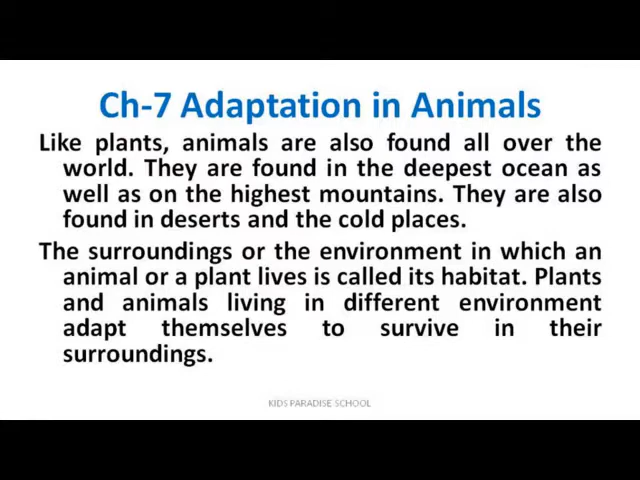 Ch-7 Adaptation in Animals
Like plants, animals are also found all over the
world. They are found in the deepest ocean as
well as on the highest mountains. They are also
found in deserts and the cold places.
The surroundings or the environment in which an
animal or a plant lives is called its habitat. Plants
and animals living in different environment
adapt themselves to survive in their
surroundings.
KIDS PARADISE SCHOOL